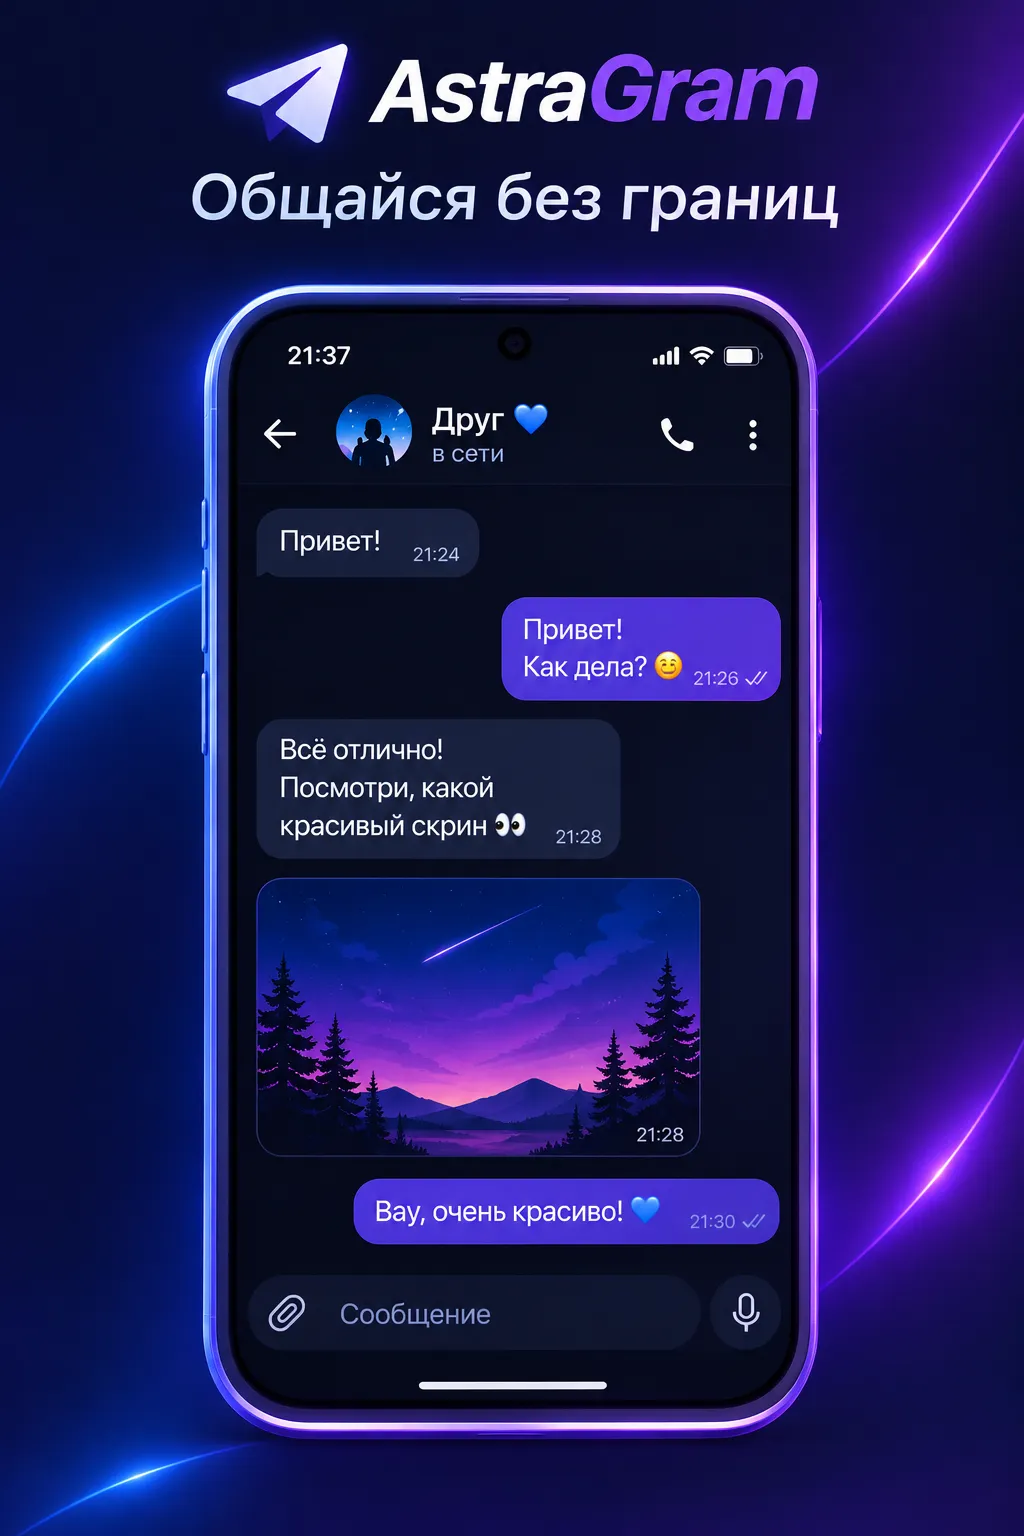 AstraGram
Общайся без границ
21:37
Друг 💙
в сети
Привет!
21:24
Привет!
Как дела? 😊 21:26
Всё отлично!
Посмотри, какой
красивый скрин 👀 21:28
21:28
Вау, очень красиво! 💙 21:30
Сообщение